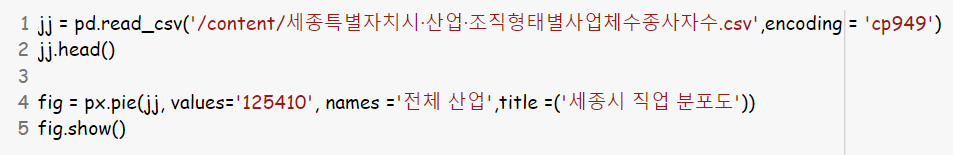 1 jj = pd.read_csv('/content/세종특별자치시·산업·조직형태별사업체수종사자수.csv',encoding = 'cp949')
2 jj.head()
3
4 fig = px.pie(jj, values='125410', names ='전체 산업',title =('세종시 직업 분포도'))
5 fig.show()